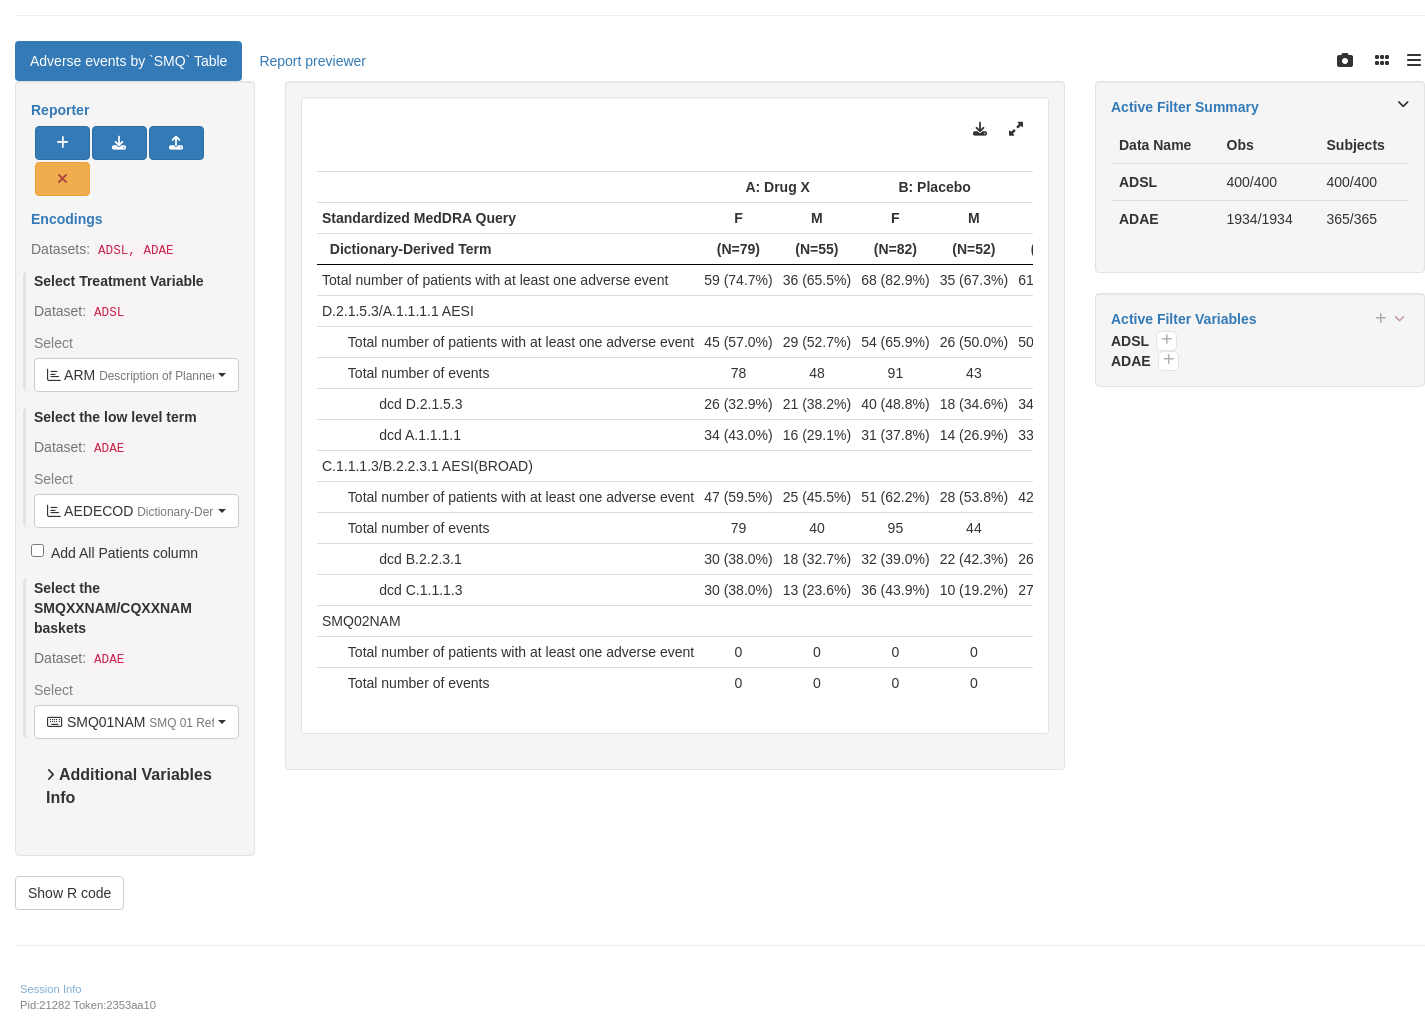 Adverse events by `SMQ` Table
Report previewer
Reporter
Encodings
Datasets: ADSL, ADAE
Select Treatment Variable
Dataset: ADSL
Select
ARM Description of Planne
Select the low level term
Dataset: ADAE
Select
AEDECOD Dictionary-Der
Add All Patients column
Select the
SMQXXNAM/CQXXNAM
baskets
Dataset: ADAE
Select
SMQ01NAM SMQ 01 Ref
Additional Variables
Info
Show R code
A: Drug X B: Placebo
Standardized MedDRA Query F M F M
Dictionary-Derived Term (N=79) (N=55) (N=82) (N=52) (
Total number of patients with at least one adverse event 59 (74.7%) 36 (65.5%) 68 (82.9%) 35 (67.3%) 61
D.2.1.5.3/A.1.1.1.1 AESI
Total number of patients with at least one adverse event 45 (57.0%) 29 (52.7%) 54 (65.9%) 26 (50.0%) 50
Total number of events 78 48 91 43
dcd D.2.1.5.3 26 (32.9%) 21 (38.2%) 40 (48.8%) 18 (34.6%) 34
dcd A.1.1.1.1 34 (43.0%) 16 (29.1%) 31 (37.8%) 14 (26.9%) 33
C.1.1.1.3/B.2.2.3.1 AESI(BROAD)
Total number of patients with at least one adverse event 47 (59.5%) 25 (45.5%) 51 (62.2%) 28 (53.8%) 42
Total number of events 79 40 95 44
dcd B.2.2.3.1 30 (38.0%) 18 (32.7%) 32 (39.0%) 22 (42.3%) 26
dcd C.1.1.1.3 30 (38.0%) 13 (23.6%) 36 (43.9%) 10 (19.2%) 27
SMQ02NAM
Total number of patients with at least one adverse event 0 0 0 0
Total number of events 0 0 0 0
Active Filter Summary
Data Name Obs Subjects
ADSL 400/400 400/400
ADAE 1934/1934 365/365
Active Filter Variables
ADSL
ADAE
Session Info
Pid:21282 Token:2353aa10